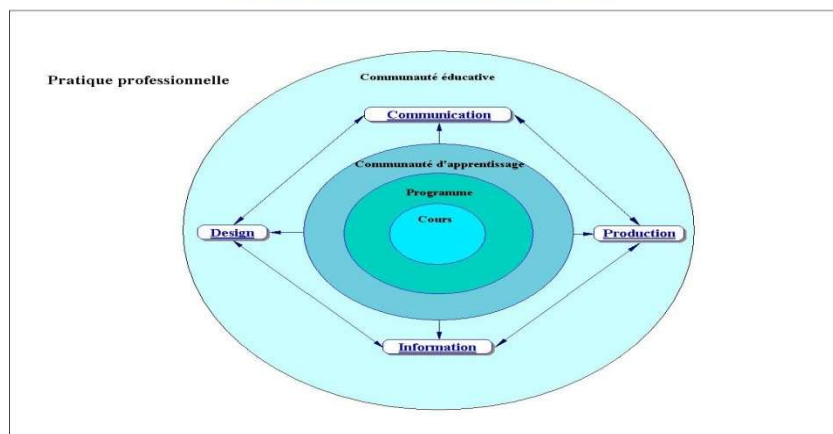 Communauté éducative
Pratique professionnelle
Communication
Communauté d'apprentissage
Programme
Cours
Design
Production
Information